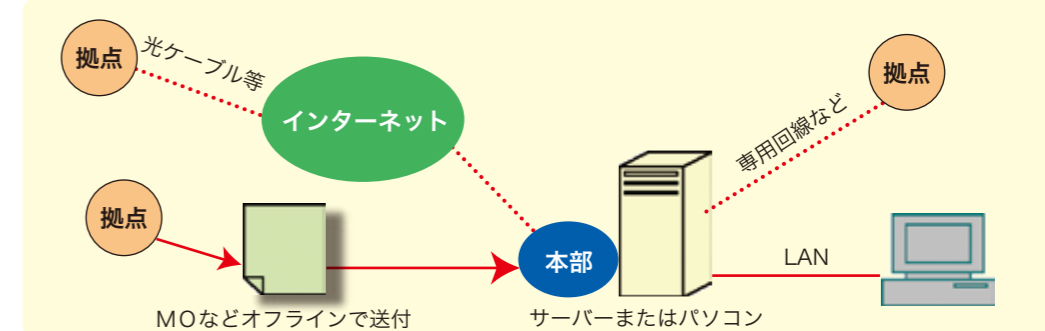 拠点
光ケーブル等
インターネット
拠点
専用回線など
拠点
本部
LAN
MOなどオフラインで送付
サーバーまたはパソコン